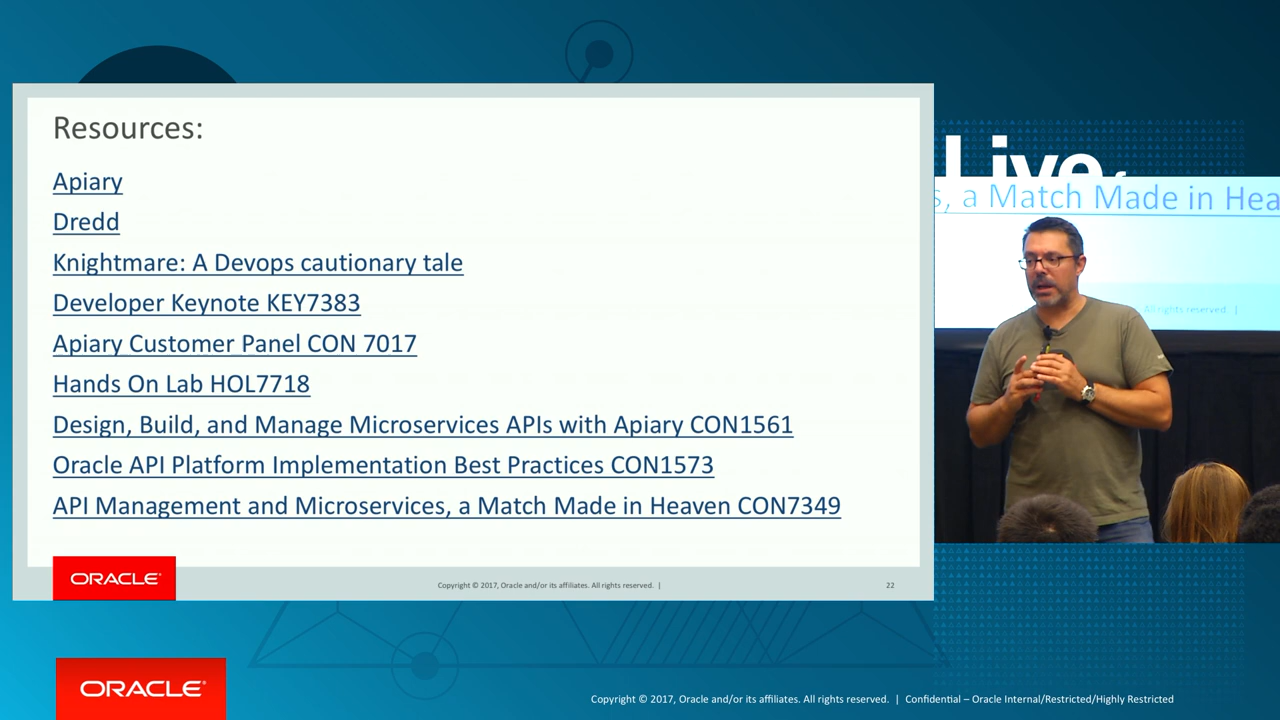 Resources:
Apiary
Dredd
Knightmare: A Devops cautionary tale
Developer Keynote KEY7383
Apiary Customer Panel CON 7017
Hands On Lab HOL7718
Design, Build, and Manage Microservices APIs with Apiary CON1561
Oracle API Platform Implementation Best Practices CON1573
API Management and Microservices, a Match Made in Heaven CON7349
ORACLE
Copyright © 2017, Oracle and/or its affiliates. All rights reserved. |
22
Live
s, a Match Made in Hea
All rights reserved. |
ORACLE
Copyright © 2017, Oracle and/or its affiliates. All rights reserved. | Confidential – Oracle Internal/Restricted/Highly Restricted